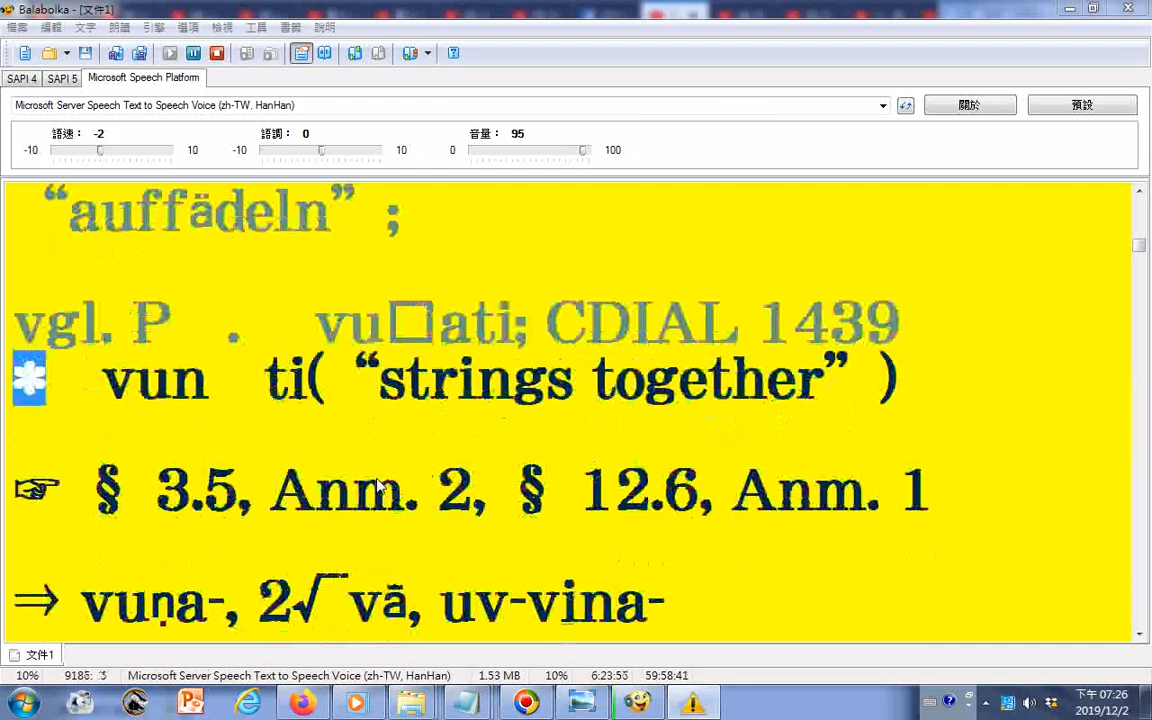 Balabolka - [文件1]
檔案 編輯 文字 朗讀 引擎 選項 檢視 工具 書籤 說明
SAPI 4 SAPI 5 Microsoft Speech Platform
Microsoft Server Speech Text to Speech Voice (zh-TW, HanHan) 關於 預設
語速： -2 語調： 0 音量： 95
-10 10 -10 10 0 100
“auffädeln” ;
vgl. P . vu□ati; CDIAL 1439
✽ vun ti( “strings together” )
☞ § 3.5, Anm. 2, § 12.6, Anm. 1
⇒ vuṇa-, 2√ vā, uv-vina-
文件1
10% Microsoft Server Speech Text to Speech Voice (zh-TW, HanHan) 1.53 MB 10% 6:23:55 59:58:41
下午 07:26
2019/12/2